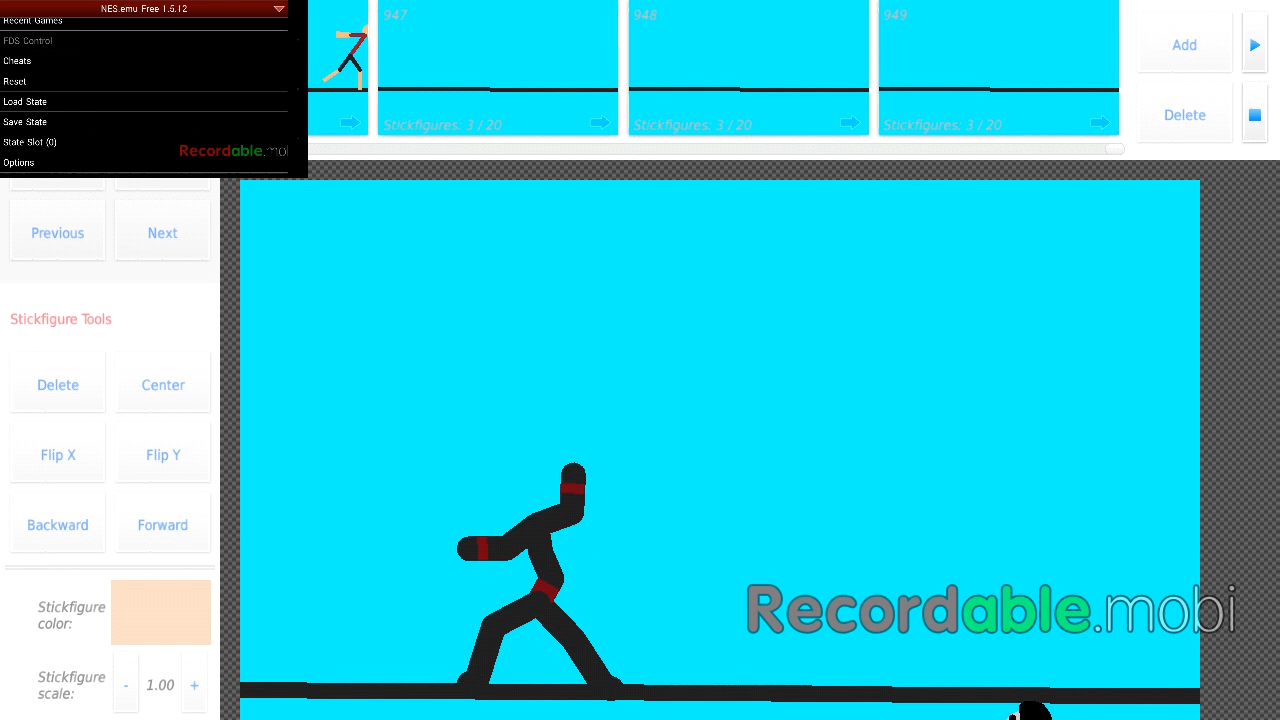 NES.emu Free 1.5.12
Recent Games
FDS Control
Cheats
Reset
Load State
Save State
State Slot (0)
Options
Recordable.mobi
947
948
949
Stickfigures: 3 / 20
Stickfigures: 3 / 20
Stickfigures: 3 / 20
Add
Delete
Previous
Next
Stickfigure Tools
Delete
Center
Flip X
Flip Y
Backward
Forward
Stickfigure
color:
Stickfigure
scale:
-
1.00
+
Recordable.mobi